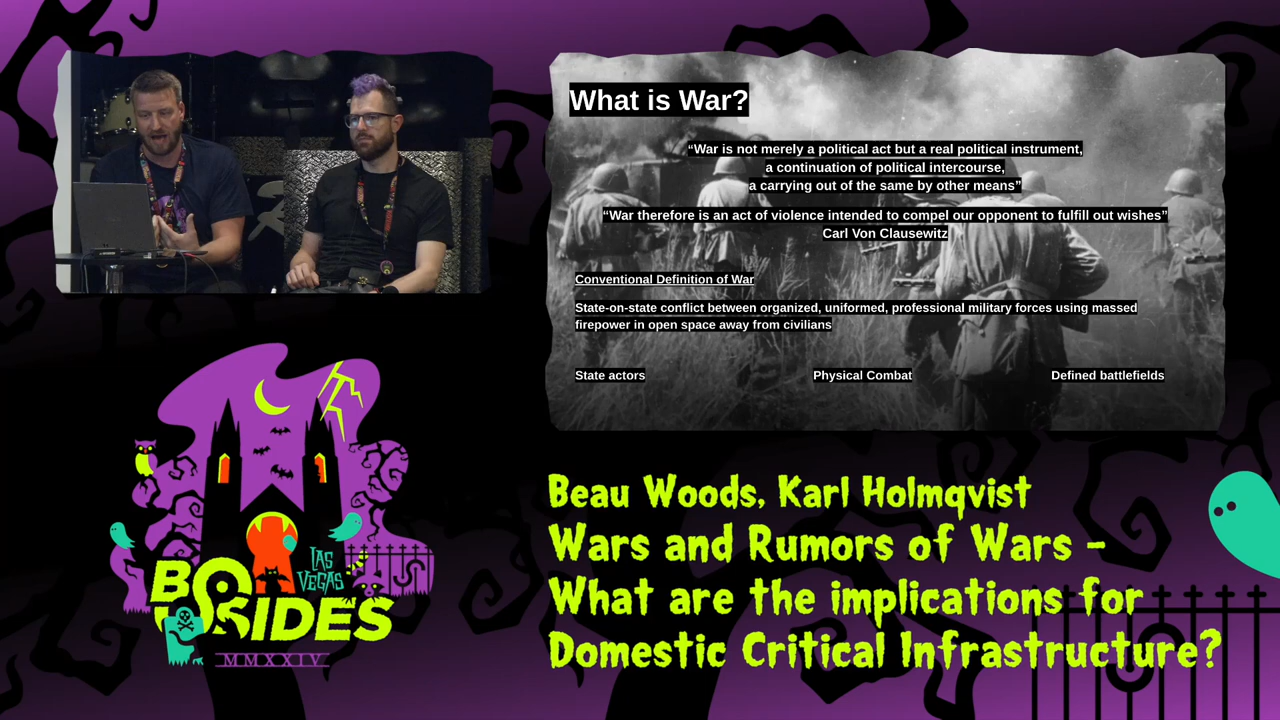 What is War?
“War is not merely a political act but a real political instrument,
a continuation of political intercourse,
a carrying out of the same by other means”
“War therefore is an act of violence intended to compel our opponent to fulfill out wishes”
Carl Von Clausewitz
Conventional Definition of War
State-on-state conflict between organized, uniformed, professional military forces using massed
firepower in open space away from civilians
State actors
Physical Combat
Defined battlefields
LAS
VEGAS
BSIDES
MMXXIV
Beau Woods, Karl Holmqvist
Wars and Rumors of Wars –
What are the implications for
Domestic Critical Infrastructure?